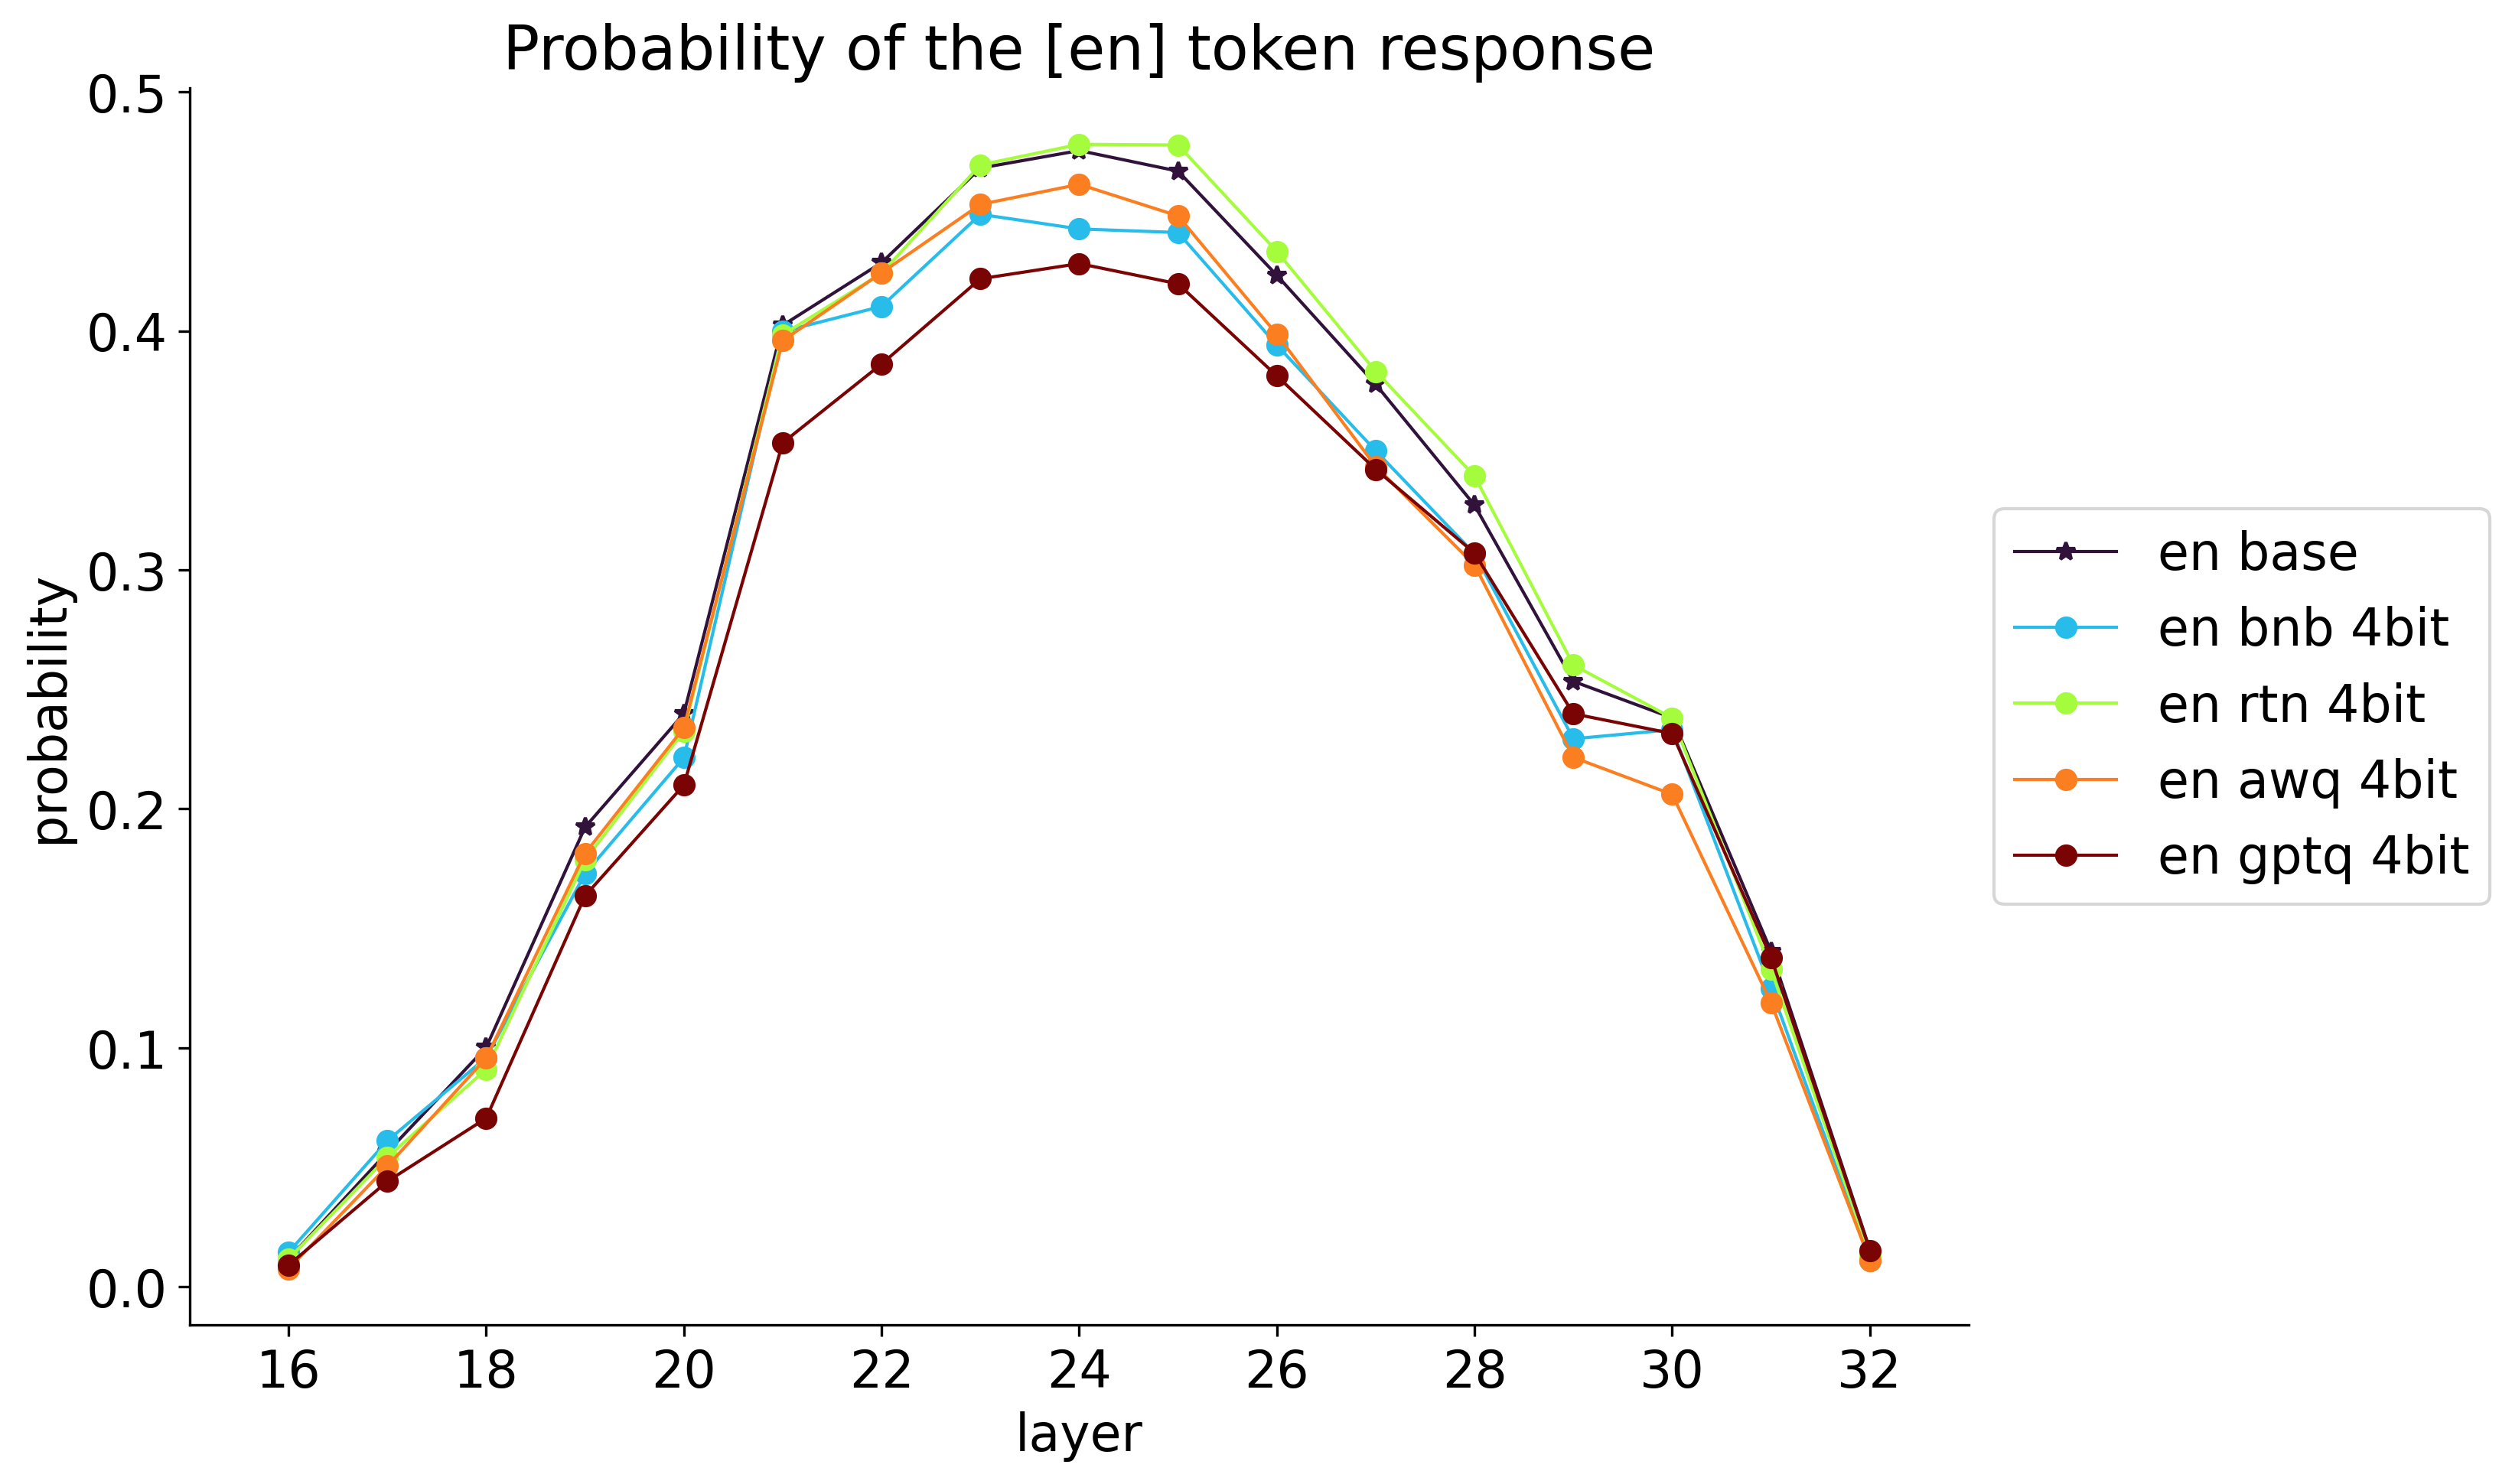 Probability of the [en] token response
0.5
0.4
0.3
0.2
0.1
0.0
probability
16 18 20 22 24 26 28 30 32
layer
en base
en bnb 4bit
en rtn 4bit
en awq 4bit
en gptq 4bit